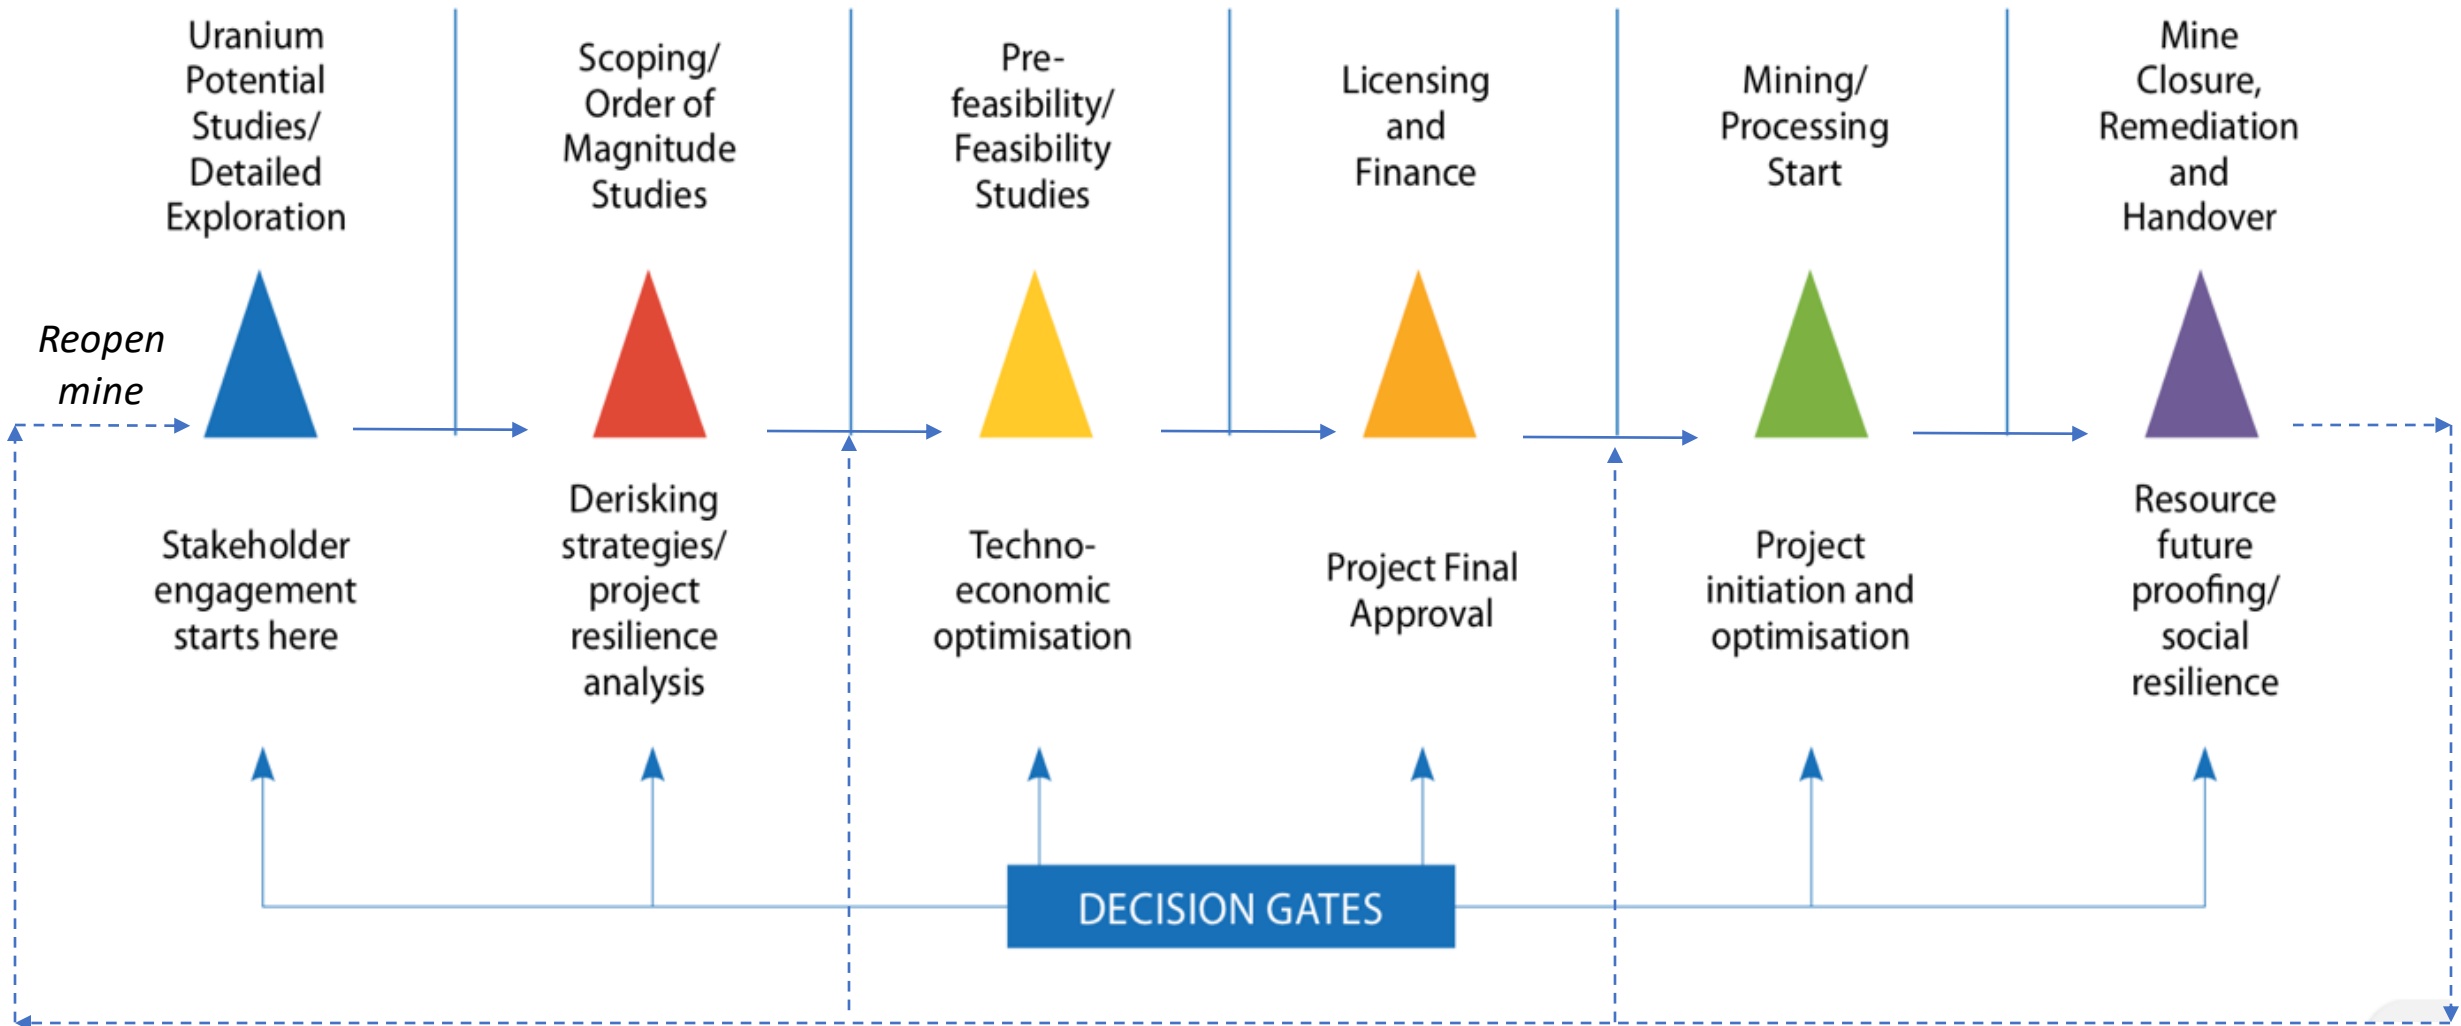 Uranium
Potential
Studies/
Detailed
Exploration
Scoping/
Order of
Magnitude
Studies
Pre-
feasibility/
Feasibility
Studies
Licensing
and
Finance
Mining/
Processing
Start
Mine
Closure,
Remediation
and
Handover
Reopen
mine
Stakeholder
engagement
starts here
Derisking
strategies/
project
resilience
analysis
Techno-
economic
optimisation
Project Final
Approval
Project
initiation and
optimisation
Resource
future
proofing/
social
resilience
DECISION GATES